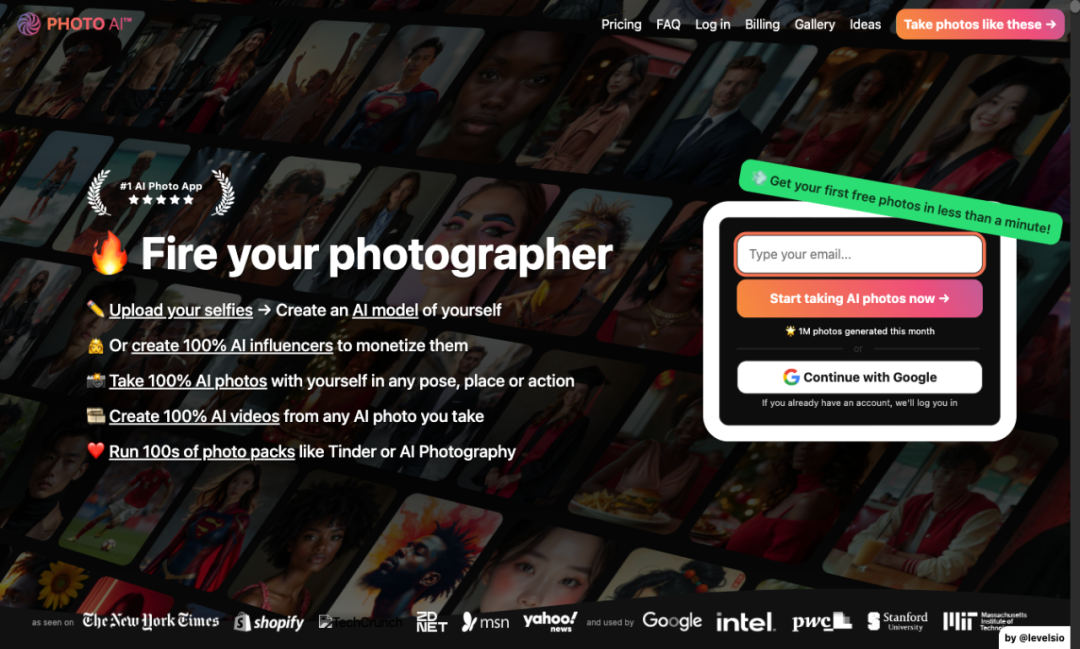 PHOTO AI™
Pricing FAQ Log in Billing Gallery Ideas Take photos like these →
#1 AI Photo App
★★★★★
🔥 Fire your photographer
✏️ Upload your selfies → Create an AI model of yourself
Or create 100% AI influencers to monetize them
📸 Take 100% AI photos with yourself in any pose, place or action
Create 100% AI videos from any AI photo you take
❤️ Run 100s of photo packs like Tinder or AI Photography
💨 Get your first free photos in less than a minute!
Type your email...
Start taking AI photos now →
🌟 1M photos generated this month
or
Continue with Google
If you already have an account, we'll log you in
as seen on The New York Times shopify TechCrunch ZDNET msn yahoo! news and used by Google intel. pwc Stanford University MIT Massachusetts Institute of Technology
by @levelsio